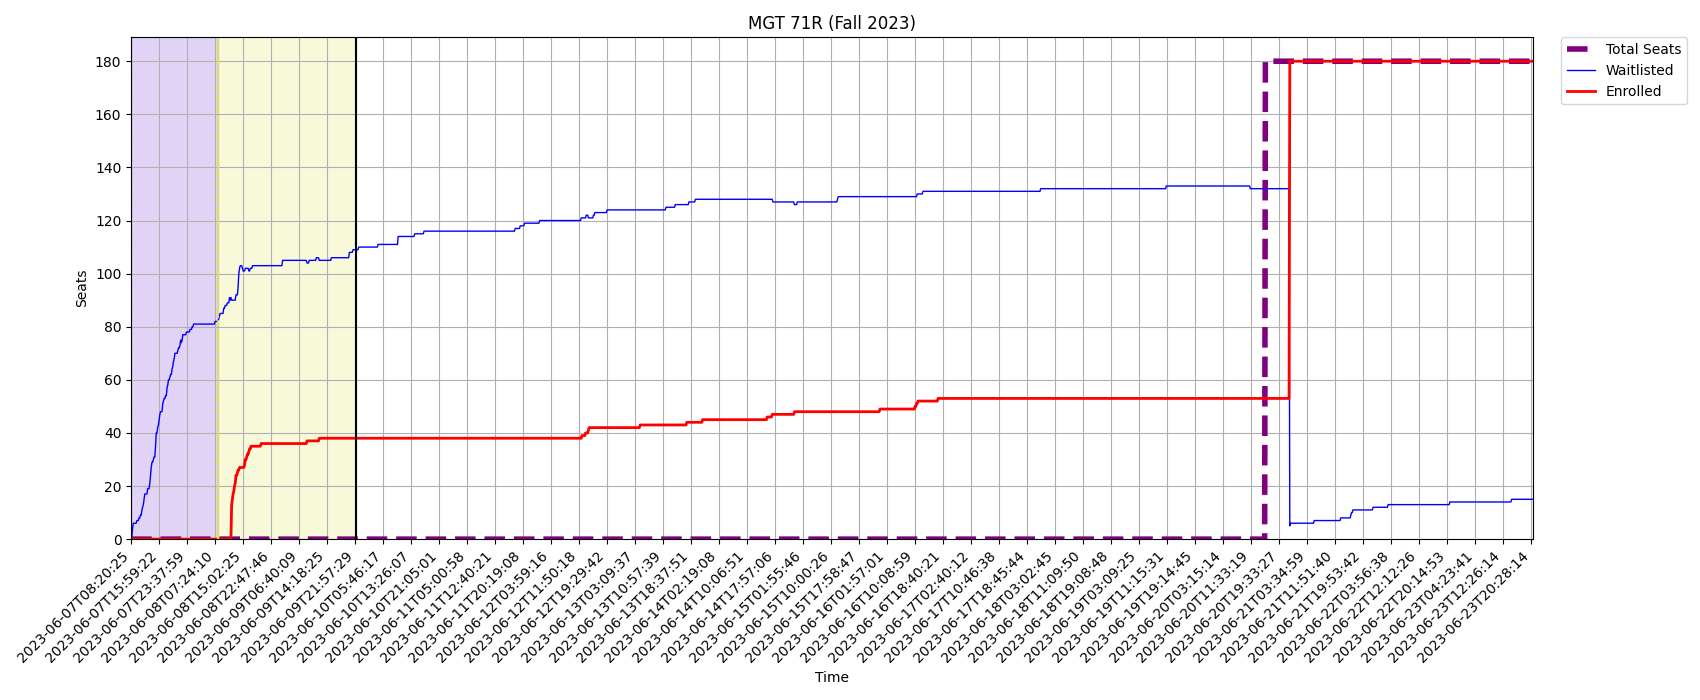 MGT 71R (Fall 2023)
Total Seats
Waitlisted
Enrolled
Seats
180
160
140
120
100
80
60
40
20
0
2023-06-07T08:20:25
2023-06-07T15:59:22
2023-06-07T23:37:59
2023-06-08T07:24:10
2023-06-08T15:02:25
2023-06-08T22:47:46
2023-06-09T06:40:09
2023-06-09T14:18:25
2023-06-09T21:57:29
2023-06-10T05:46:17
2023-06-10T13:26:07
2023-06-10T21:05:01
2023-06-11T05:00:58
2023-06-11T12:40:21
2023-06-11T20:19:08
2023-06-12T03:59:16
2023-06-12T11:50:18
2023-06-12T19:29:42
2023-06-13T03:09:37
2023-06-13T10:57:39
2023-06-13T18:37:51
2023-06-14T02:19:08
2023-06-14T10:06:51
2023-06-14T17:57:06
2023-06-15T01:55:46
2023-06-15T10:00:26
2023-06-15T17:58:47
2023-06-16T01:57:01
2023-06-16T10:08:59
2023-06-16T18:40:21
2023-06-17T02:40:12
2023-06-17T10:46:38
2023-06-17T18:45:44
2023-06-18T03:02:45
2023-06-18T11:09:50
2023-06-18T19:08:48
2023-06-19T03:09:25
2023-06-19T11:15:31
2023-06-19T19:14:45
2023-06-20T03:15:14
2023-06-20T11:33:19
2023-06-20T19:33:27
2023-06-21T03:34:59
2023-06-21T11:51:40
2023-06-21T19:53:42
2023-06-22T03:56:38
2023-06-22T12:12:26
2023-06-22T20:14:53
2023-06-23T04:23:41
2023-06-23T12:26:14
2023-06-23T20:28:14
Time